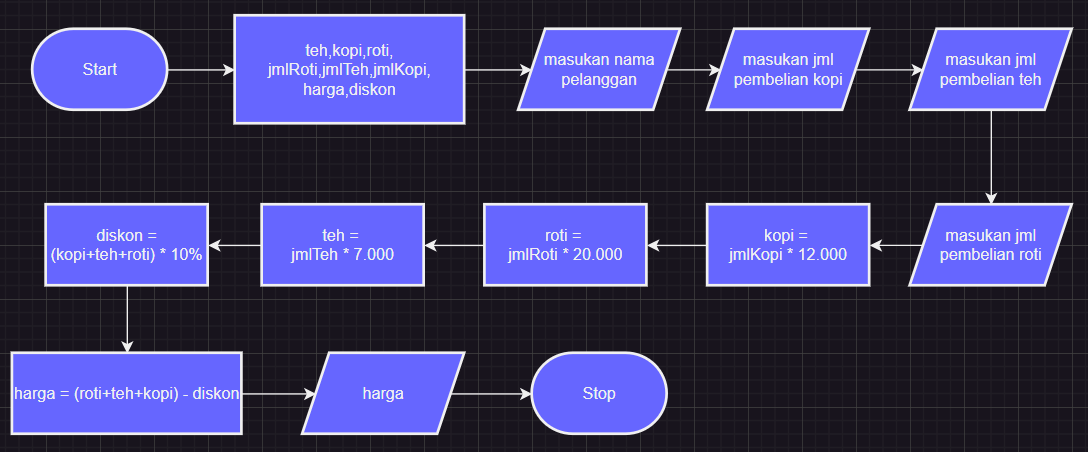 Start
teh,kopi,roti,
jmlRoti,jmlTeh,jmlKopi,
harga,diskon
masukan nama
pelanggan
masukan jml
pembelian kopi
masukan jml
pembelian teh
masukan jml
pembelian roti
kopi =
jmlKopi * 12.000
roti =
jmlRoti * 20.000
teh =
jmlTeh * 7.000
diskon =
(kopi+teh+roti) * 10%
harga = (roti+teh+kopi) - diskon
harga
Stop